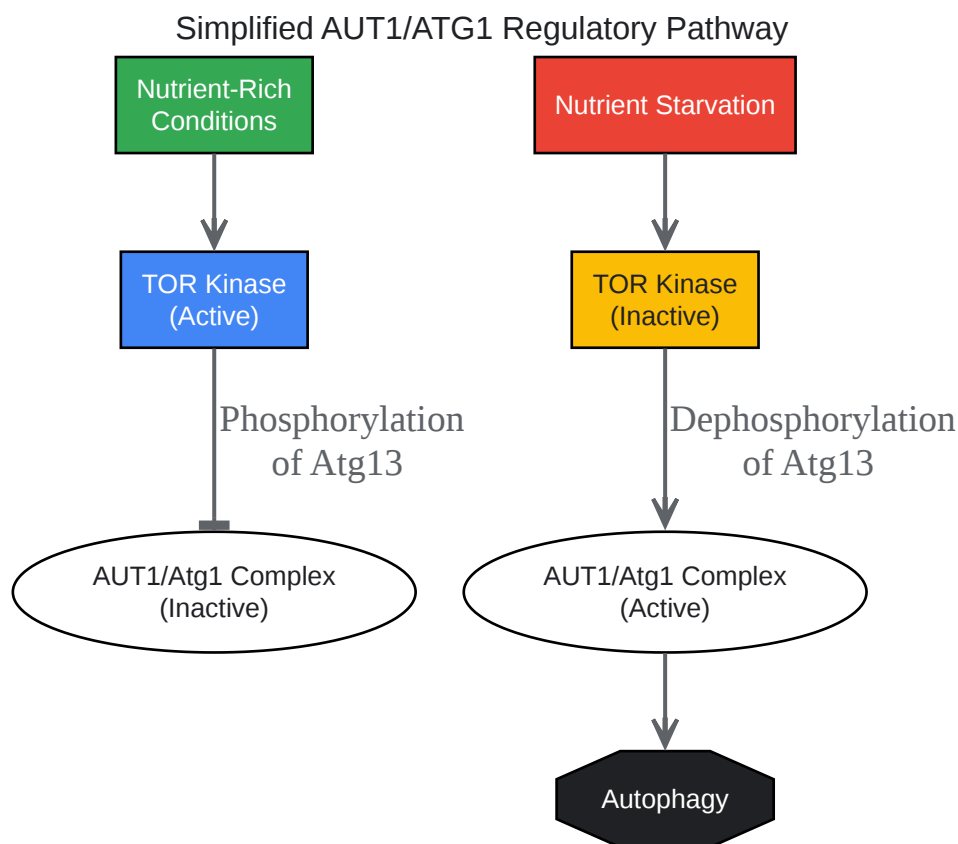 Simplified AUT1/ATG1 Regulatory Pathway
Nutrient-Rich
Conditions
Nutrient Starvation
TOR Kinase
(Active)
TOR Kinase
(Inactive)
Phosphorylation
of Atg13
Dephosphorylation
of Atg13
AUT1/Atg1 Complex
(Inactive)
AUT1/Atg1 Complex
(Active)
Autophagy